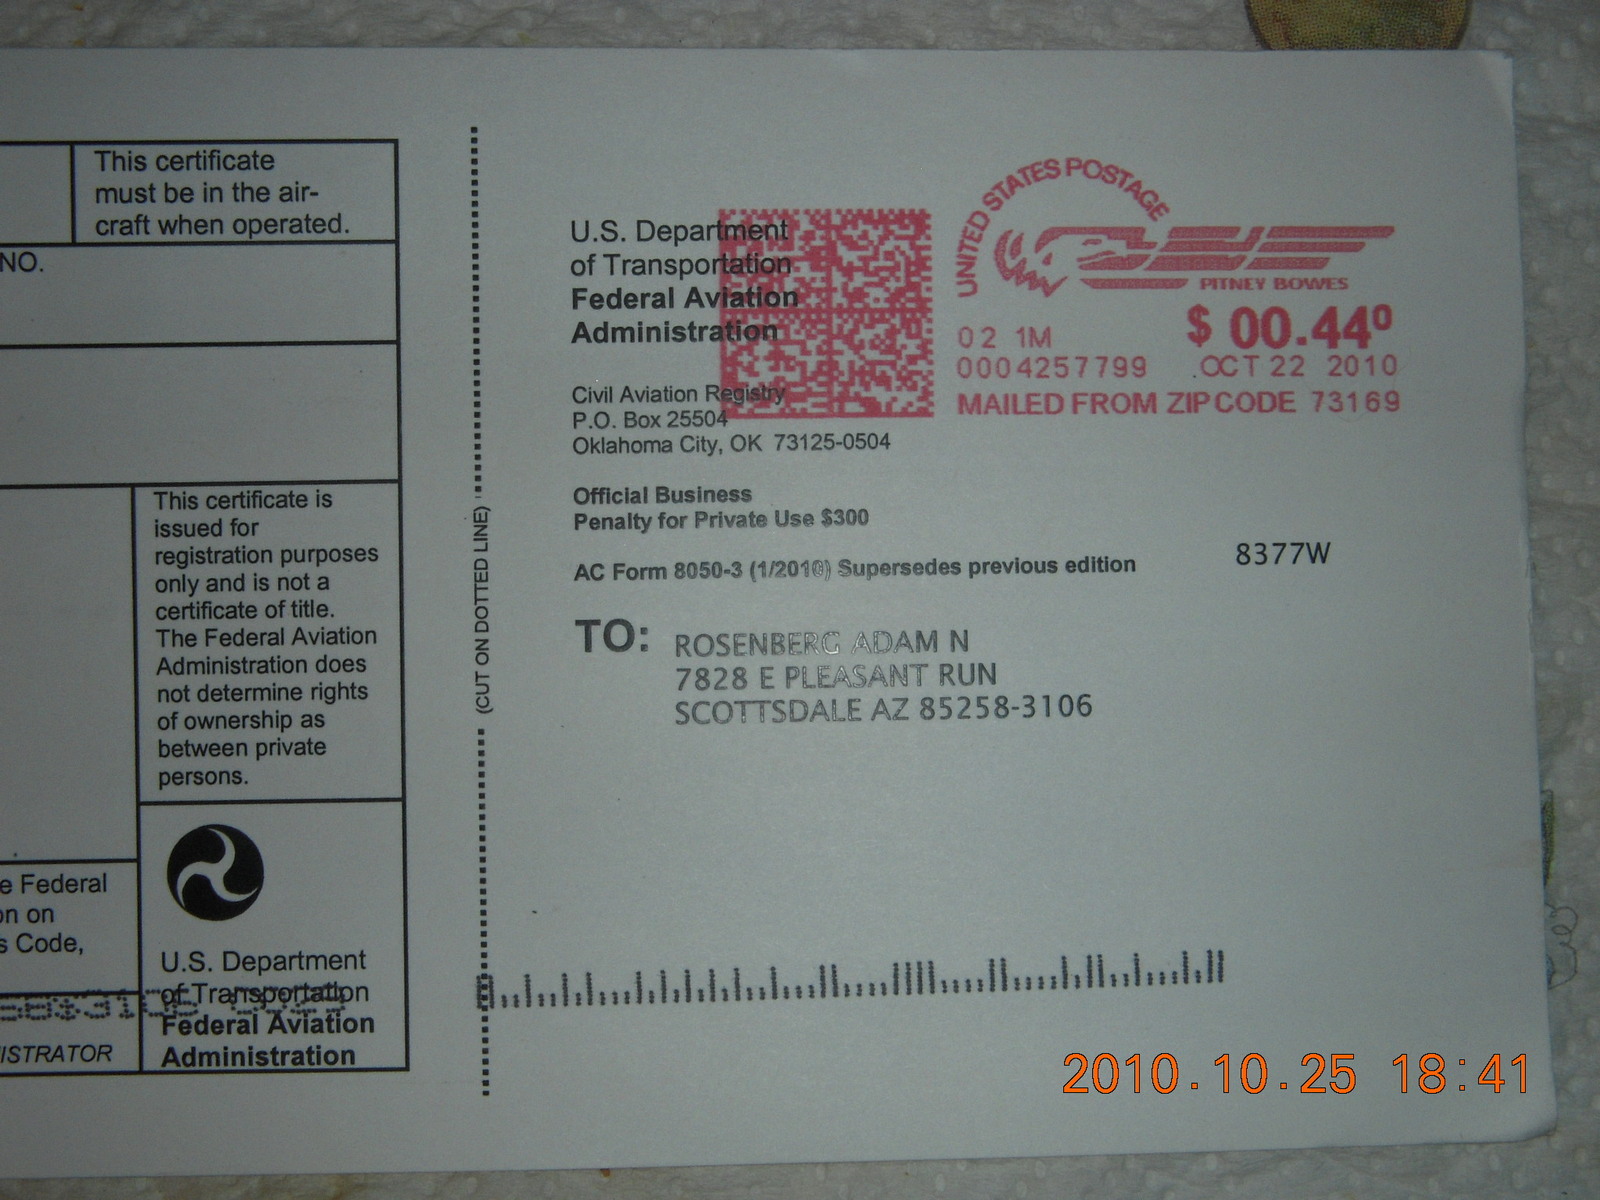 This certificate
must be in the air-
craft when operated.
NO.
This certificate is
issued for
registration purposes
only and is not a
certificate of title.
The Federal Aviation
Administration does
not determine rights
of ownership as
between private
persons.
e Federal
on on
s Code,
U.S. Department
of Transportation
Federal Aviation
Administration
ISTRATOR
(CUT ON DOTTED LINE)
U.S. Department
of Transportation
Federal Aviation
Administration
Civil Aviation Registry
P.O. Box 25504
Oklahoma City, OK 73125-0504
Official Business
Penalty for Private Use $300
AC Form 8050-3 (1/2010) Supersedes previous edition
8377W
UNITED STATES POSTAGE
PITNEY BOWES
02 1M
$ 00.44⁰
0004257799
OCT 22 2010
MAILED FROM ZIP CODE 73169
TO:
ROSENBERG ADAM N
7828 E PLEASANT RUN
SCOTTSDALE AZ 85258-3106
2010.10.25 18:41